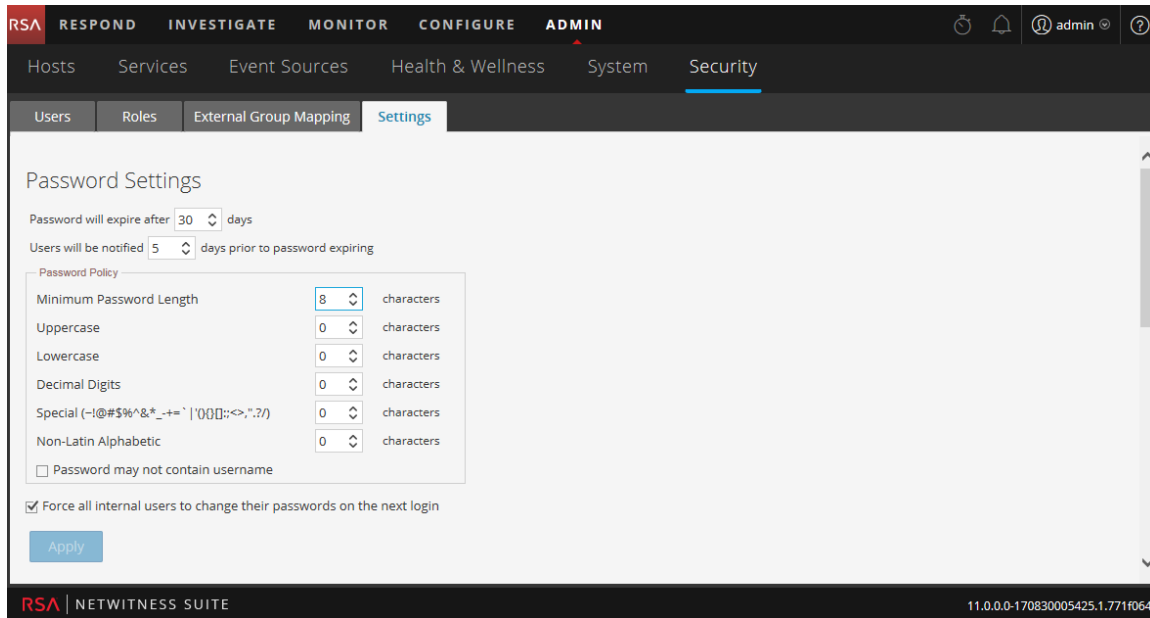 RSA RESPOND INVESTIGATE MONITOR CONFIGURE ADMIN admin
Hosts Services Event Sources Health & Wellness System Security
Users Roles External Group Mapping Settings
Password Settings
Password will expire after 30 days
Users will be notified 5 days prior to password expiring
Password Policy
Minimum Password Length 8 characters
Uppercase 0 characters
Lowercase 0 characters
Decimal Digits 0 characters
Special (~!@#$%^&*_-+=`|'(){}[]:;<>,".?/) 0 characters
Non-Latin Alphabetic 0 characters
Password may not contain username
Force all internal users to change their passwords on the next login
Apply
RSA | NETWITNESS SUITE 11.0.0.0-170830005425.1.771f064